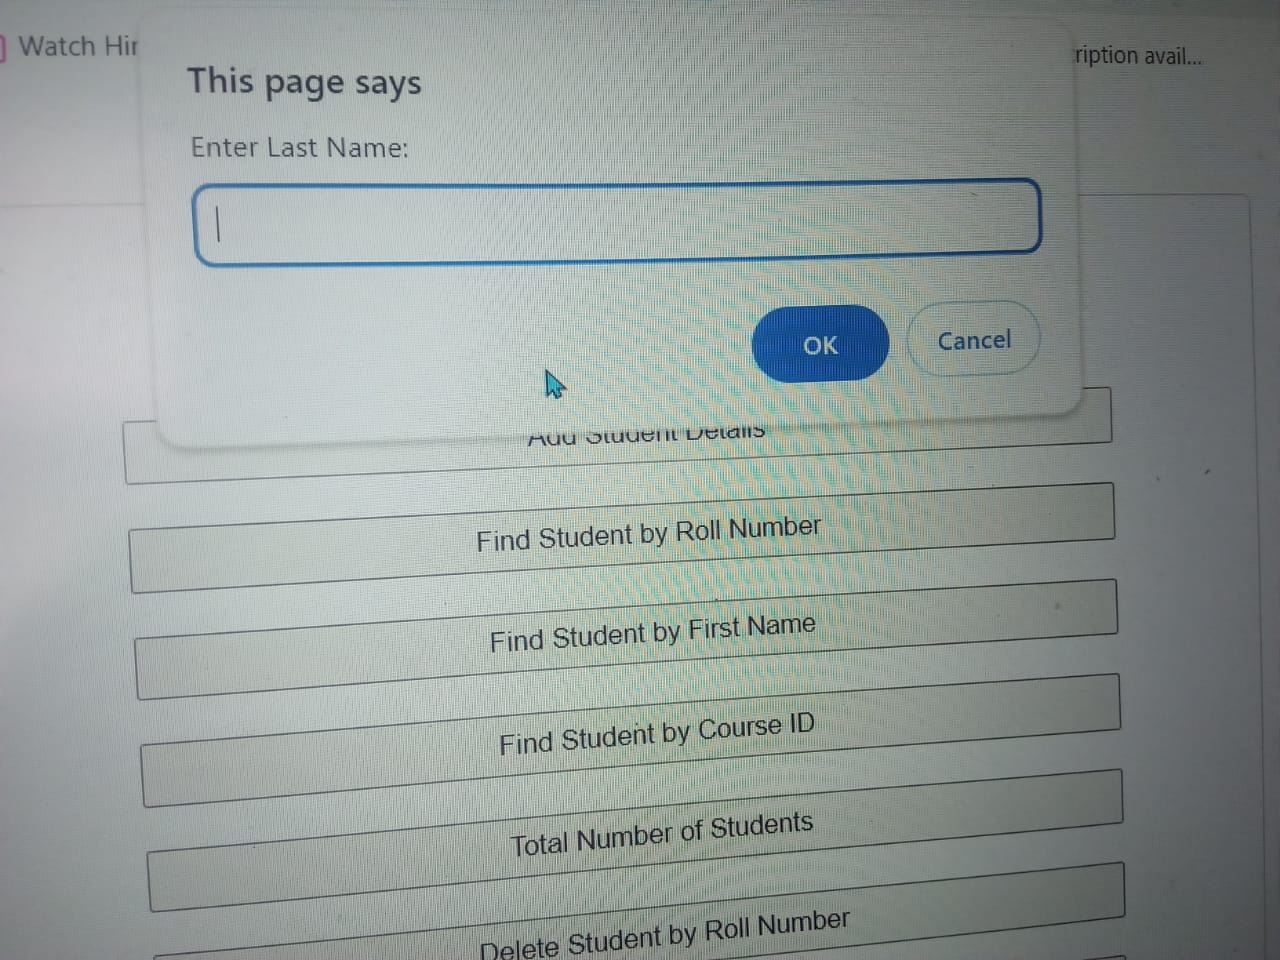 Watch Hir
ription avail...
This page says
Enter Last Name:
OK
Cancel
Add Student Details
Find Student by Roll Number
Find Student by First Name
Find Student by Course ID
Total Number of Students
Delete Student by Roll Number